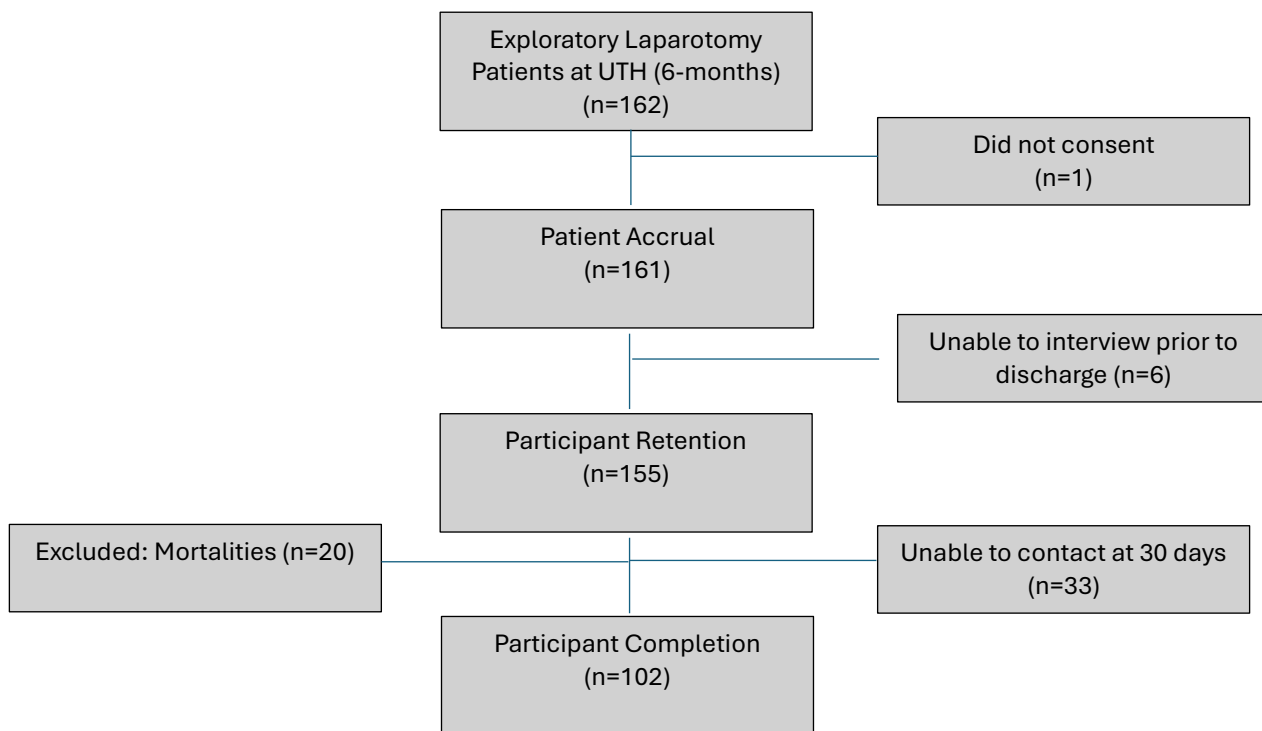 Exploratory Laparotomy
Patients at UTH (6-months)
(n=162)
Did not consent
(n=1)
Patient Accrual
(n=161)
Unable to interview prior to
discharge (n=6)
Participant Retention
(n=155)
Excluded: Mortalities (n=20)
Unable to contact at 30 days
(n=33)
Participant Completion
(n=102)